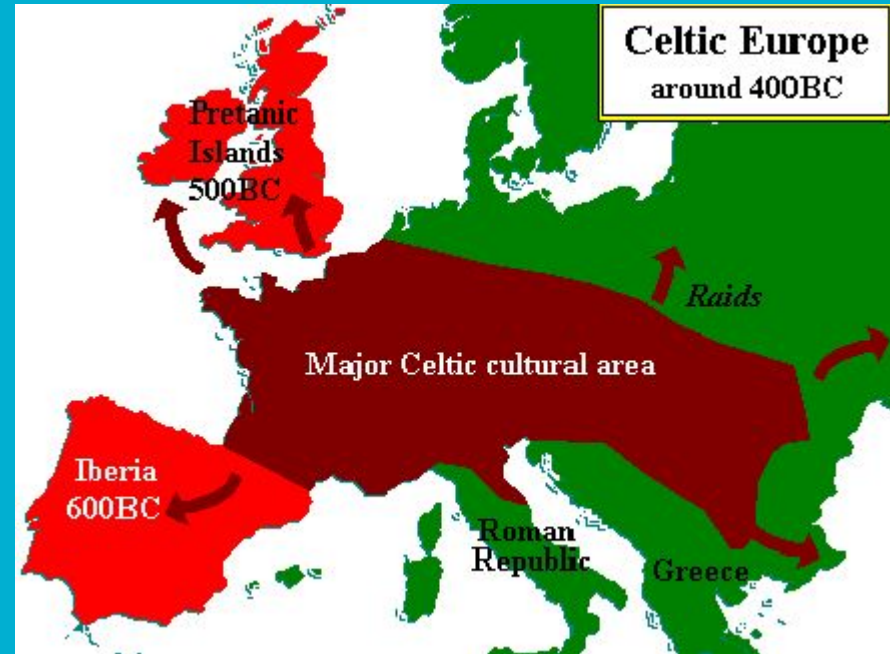 Celtic Europe
around 400BC
Pretanic
Islands
500BC
Raids
Major Celtic cultural area
Iberia
600BC
Roman
Republic
Greece